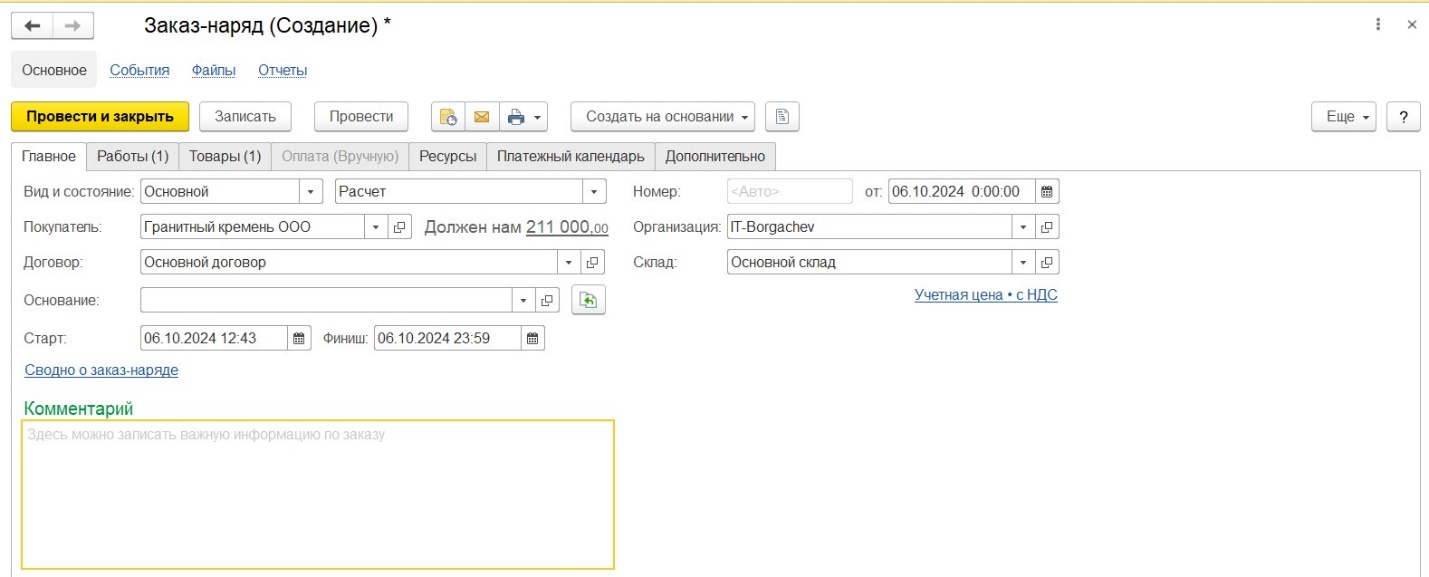 Заказ-наряд (Создание) *
Основное События Файлы Отчеты
Провести и закрыть Записать Провести Создать на основании Еще ?
Главное Работы (1) Товары (1) Оплата (Вручную) Ресурсы Платежный календарь Дополнительно
Вид и состояние: Основной Расчет Номер: <Авто> от: 06.10.2024 0:00:00
Покупатель: Гранитный кремень ООО Должен нам 211 000,00 Организация: IT-Borgachev
Договор: Основной договор Склад: Основной склад
Основание: Учетная цена • с НДС
Старт: 06.10.2024 12:43 Финиш: 06.10.2024 23:59
Сводно о заказ-наряде
Комментарий
Здесь можно записать важную информацию по заказу